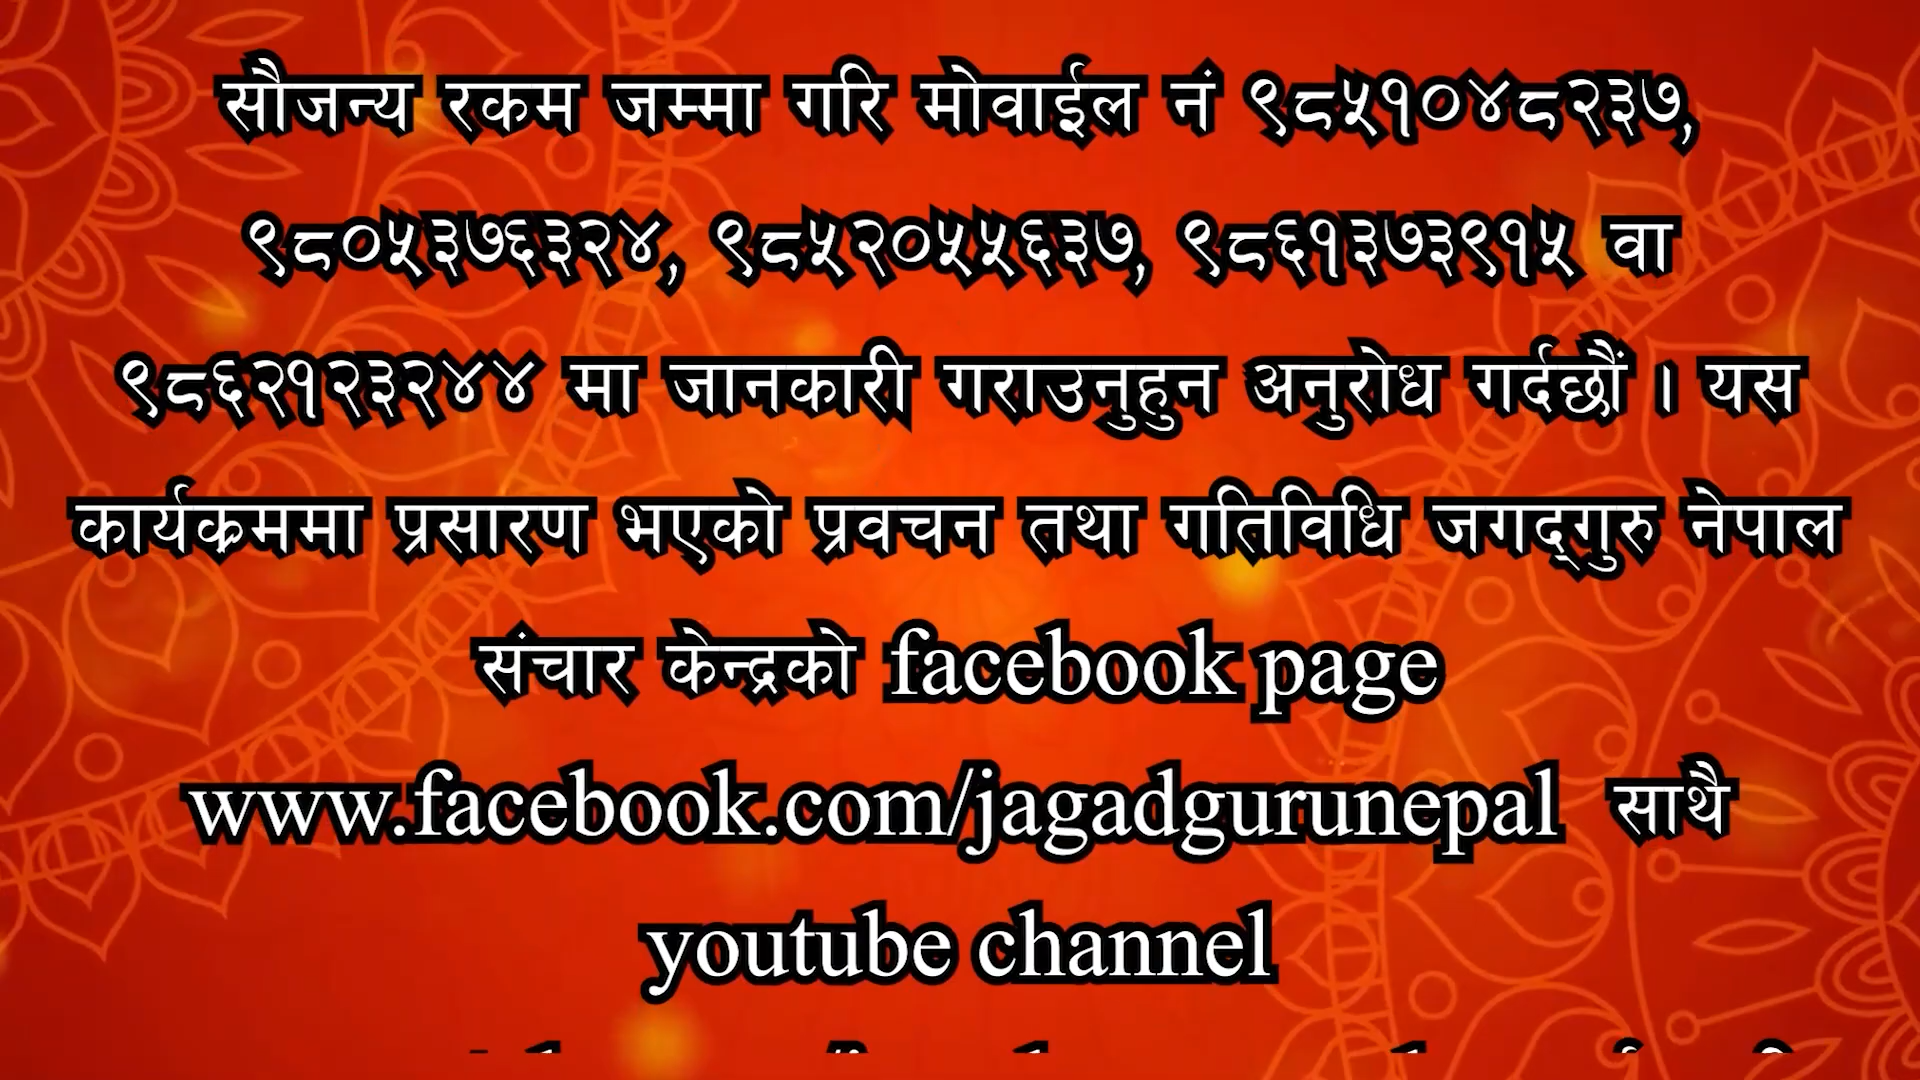 सौजन्य रकम जम्मा गरि मोवाईल नं ९८५१०४८२३७,
९८०५३७६३२४, ९८५२०५५६३७, ९८६१३७३९१५ वा
९८६२१२३२४४ मा जानकारी गराउनुहुन अनुरोध गर्दछौं । यस
कार्यक्रममा प्रसारण भएको प्रवचन तथा गतिविधि जगद्गुरु नेपाल
संचार केन्द्रको facebook page
www.facebook.com/jagadgurunepal साथै
youtube channel